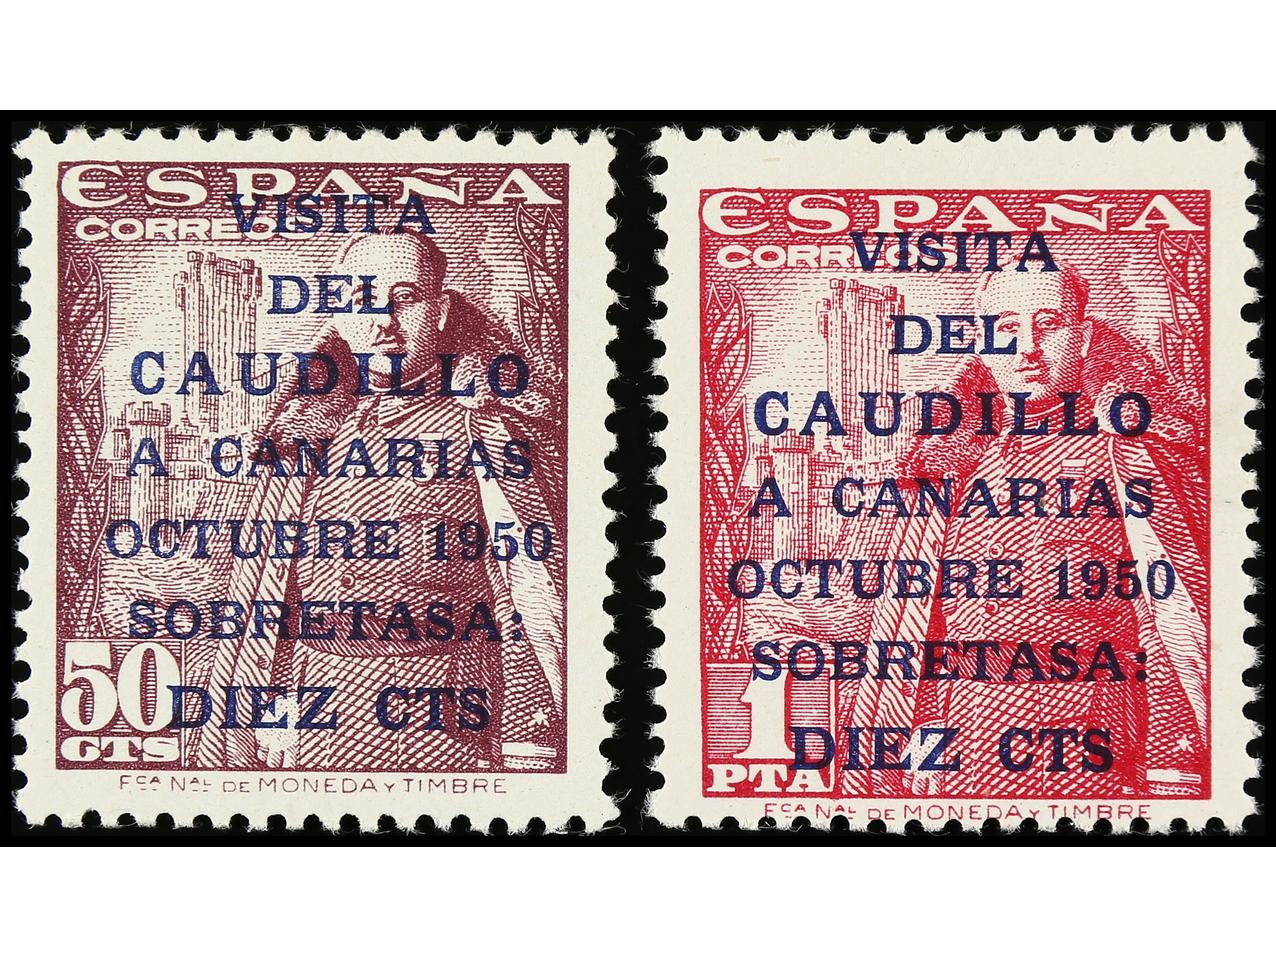 ESPAÑA
CORREOS
VISITA
DEL
CAUDILLO
A CANARIAS
OCTUBRE 1950
SOBRETASA:
DIEZ CTS
50
CTS
FCA NAL DE MONEDA Y TIMBRE
ESPAÑA
CORREOS
VISITA
DEL
CAUDILLO
A CANARIAS
OCTUBRE 1950
SOBRETASA:
DIEZ CTS
1
PTA
FCA NAL DE MONEDA Y TIMBRE